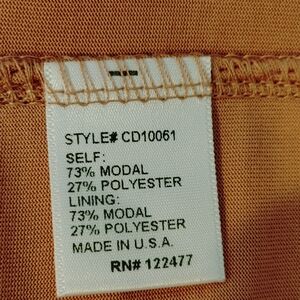 STYLE# CD10061
SELF:
73% MODAL
27% POLYESTER
LINING:
73% MODAL
27% POLYESTER
MADE IN U.S.A.
RN# 122477